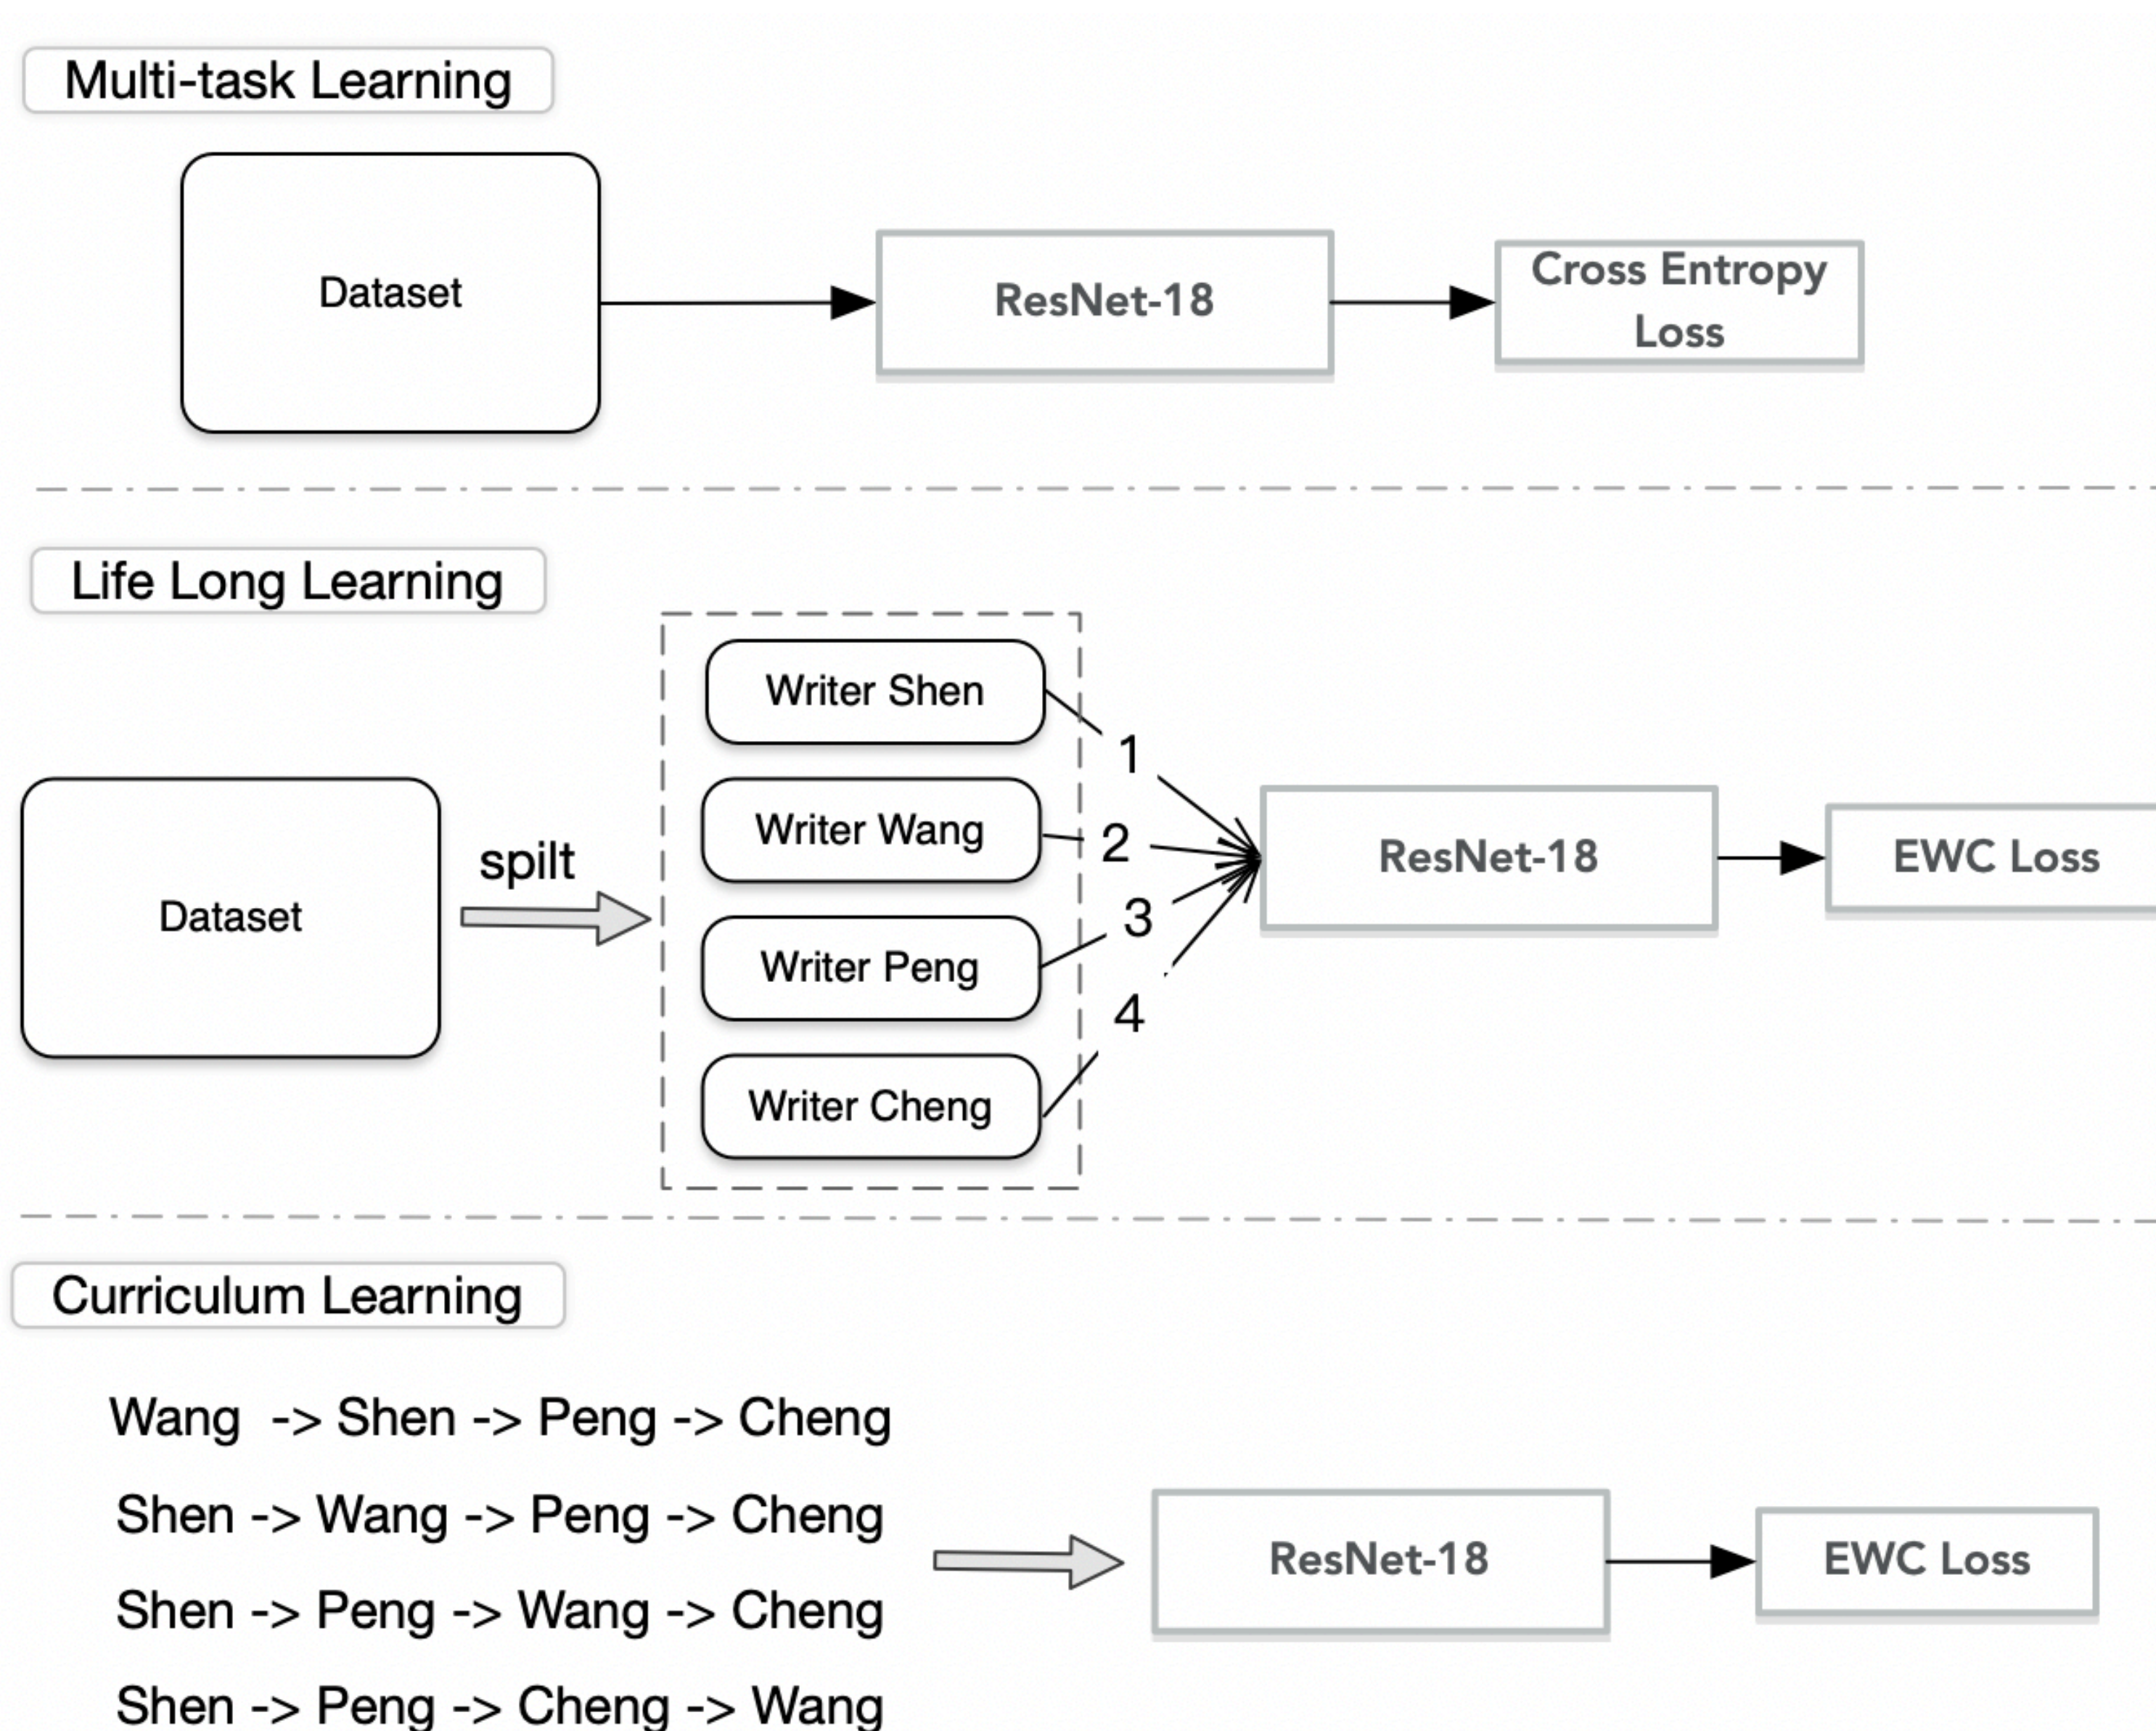 Multi-task Learning
Dataset
ResNet-18
Cross Entropy
Loss
Life Long Learning
Dataset
spilt
Writer Shen
Writer Wang
Writer Peng
Writer Cheng
1
2
3
4
ResNet-18
EWC Loss
Curriculum Learning
Wang -> Shen -> Peng -> Cheng
Shen -> Wang -> Peng -> Cheng
Shen -> Peng -> Wang -> Cheng
Shen -> Peng -> Cheng -> Wang
ResNet-18
EWC Loss